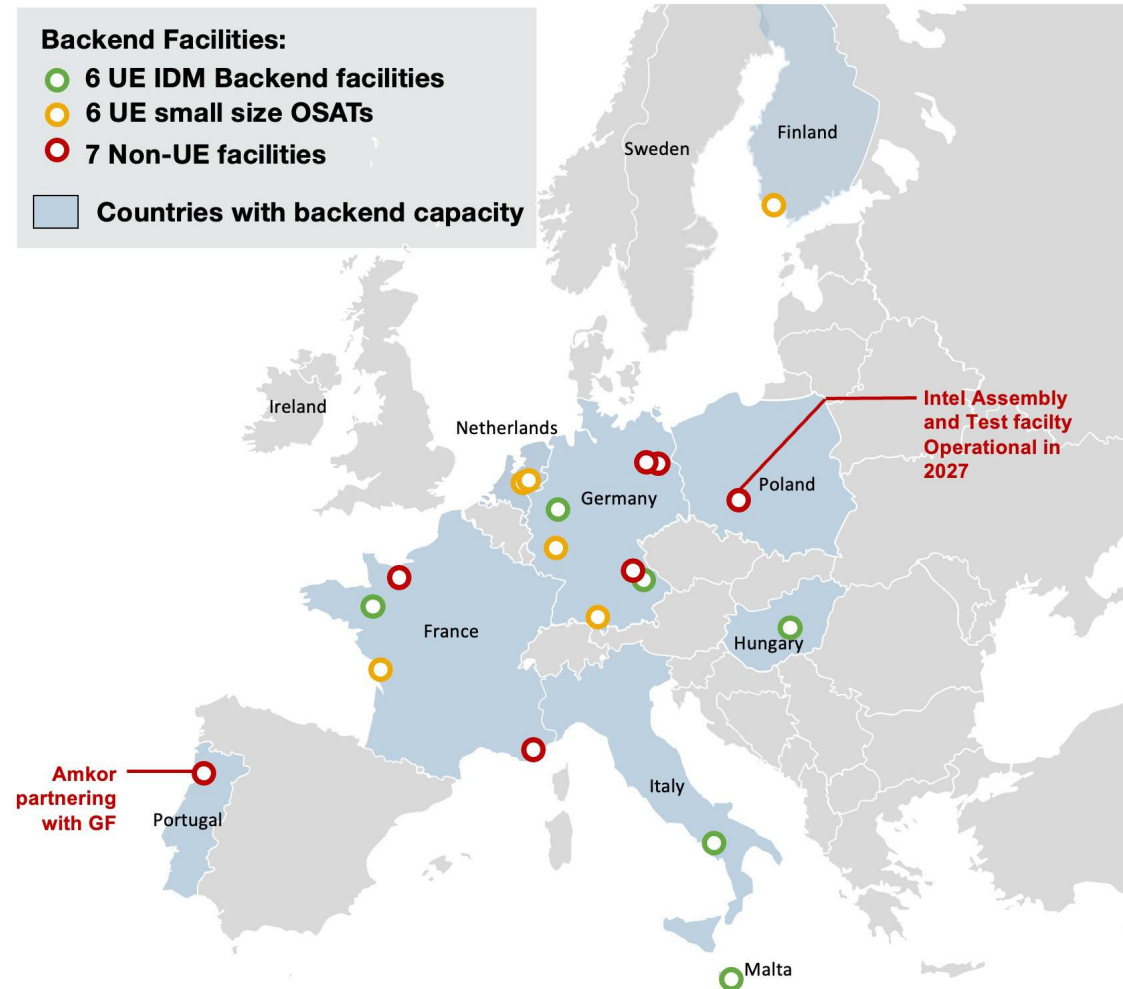 Backend Facilities:
6 UE IDM Backend facilities
6 UE small size OSATs
7 Non-UE facilities
Countries with backend capacity
Finland
Sweden
Ireland
Netherlands
Intel Assembly
and Test facilty
Operational in
2027
Germany
Poland
France
Hungary
Amkor
partnering
with GF
Portugal
Italy
Malta